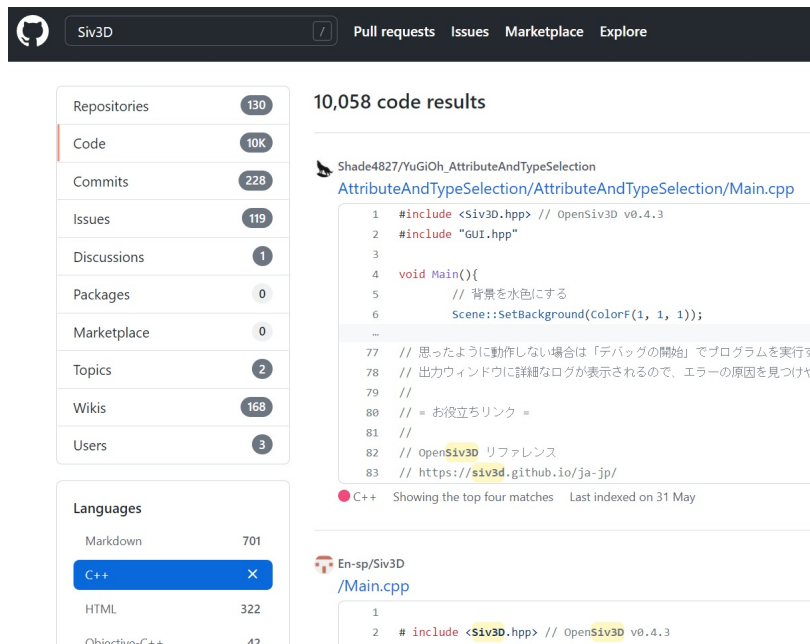 Siv3D / Pull requests Issues Marketplace Explore
Repositories 130
Code 10K
Commits 228
Issues 119
Discussions 1
Packages 0
Marketplace 0
Topics 2
Wikis 168
Users 3
Languages
Markdown 701
C++ ×
HTML 322
Objective-C++ 42
10,058 code results
Shade4827/YuGiOh_AttributeAndTypeSelection
AttributeAndTypeSelection/AttributeAndTypeSelection/Main.cpp
1 #include <Siv3D.hpp> // OpenSiv3D v0.4.3
2 #include "GUI.hpp"
3
4 void Main(){
5 // 背景を水色にする
6 Scene::SetBackground(ColorF(1, 1, 1));
…
77 // 思ったように動作しない場合は「デバッグの開始」でプログラムを実行す
78 // 出力ウィンドウに詳細なログが表示されるので、エラーの原因を見つけや
79 //
80 // = お役立ちリンク =
81 //
82 // OpenSiv3D リファレンス
83 // https://siv3d.github.io/ja-jp/
C++ Showing the top four matches Last indexed on 31 May
En-sp/Siv3D
/Main.cpp
1
2 # include <Siv3D.hpp> // OpenSiv3D v0.4.3